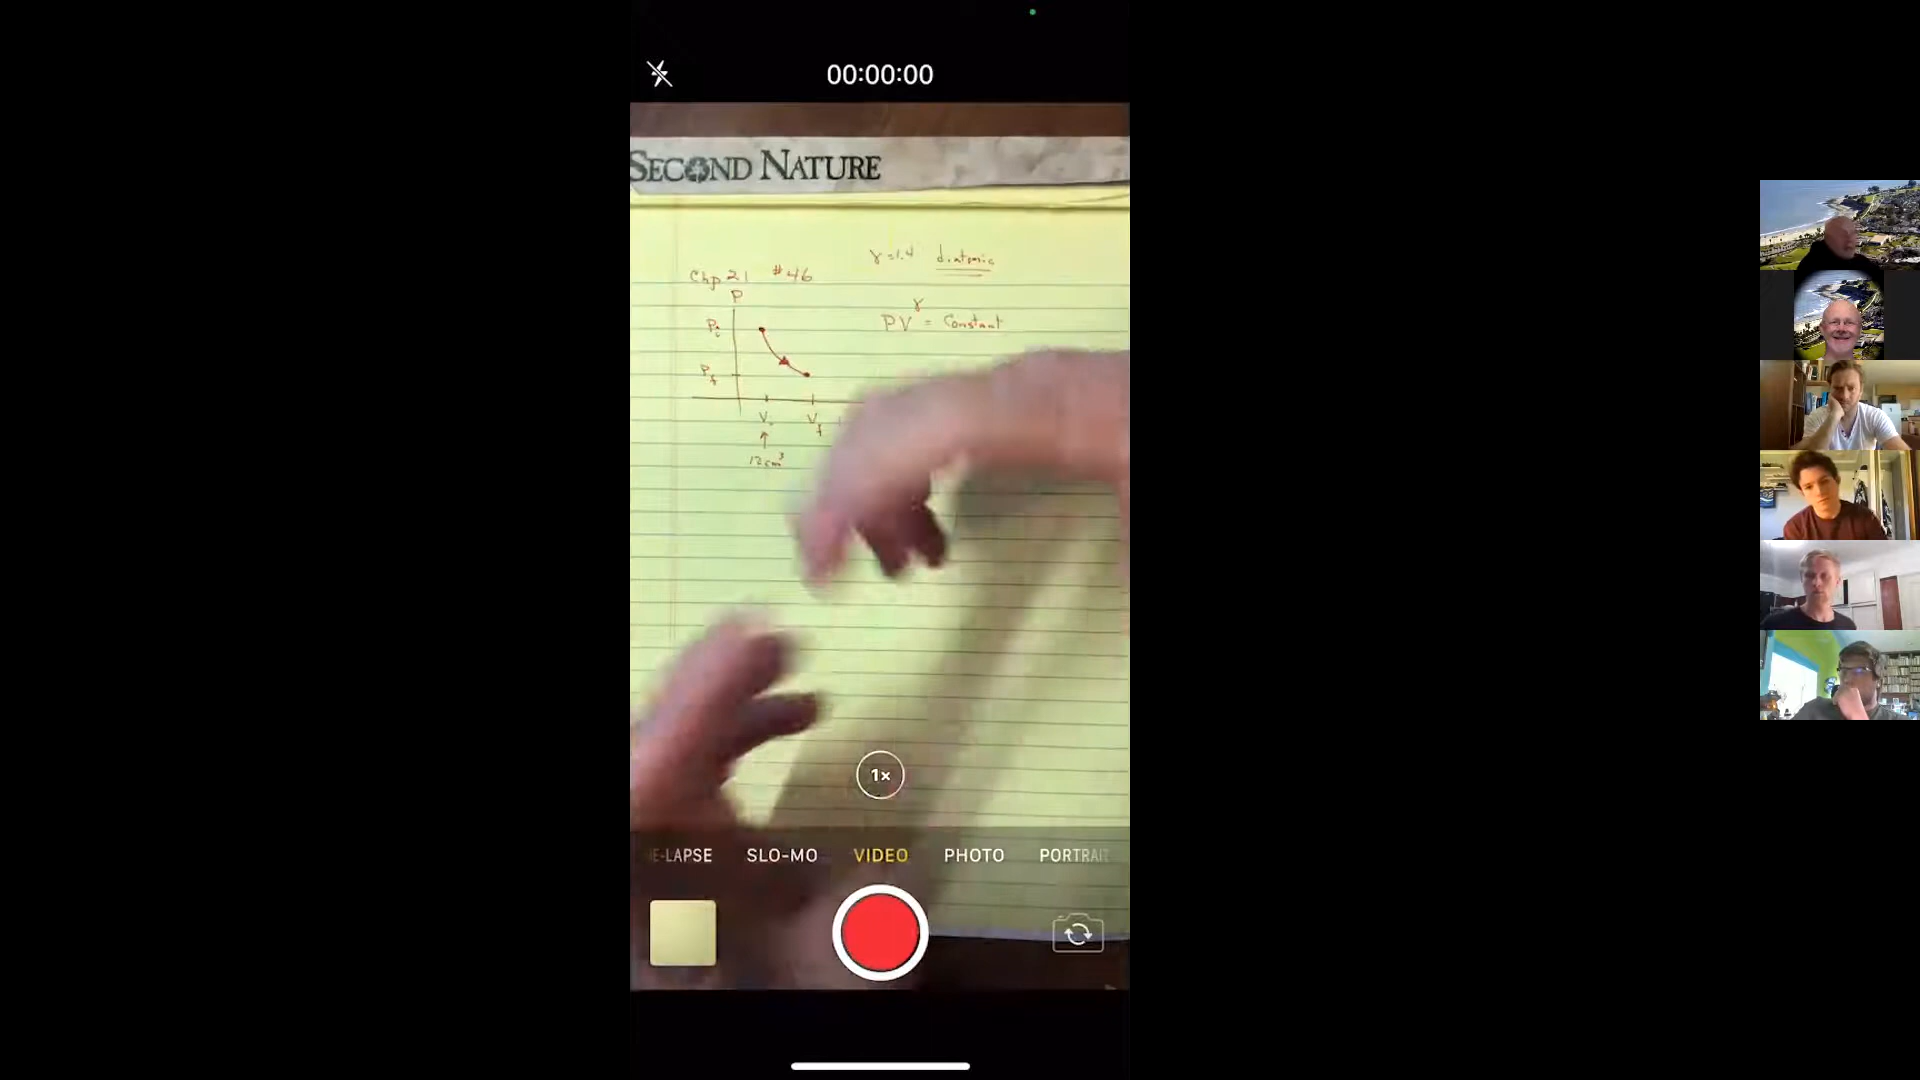 00:00:00
SECOND NATURE
γ=1.4 diatomic
Chp 21 #46
P
γ
PV = Constant
Pi
Pf
Vi Vf
↑
12cm³
1×
E-LAPSE SLO-MO VIDEO PHOTO PORTRAIT